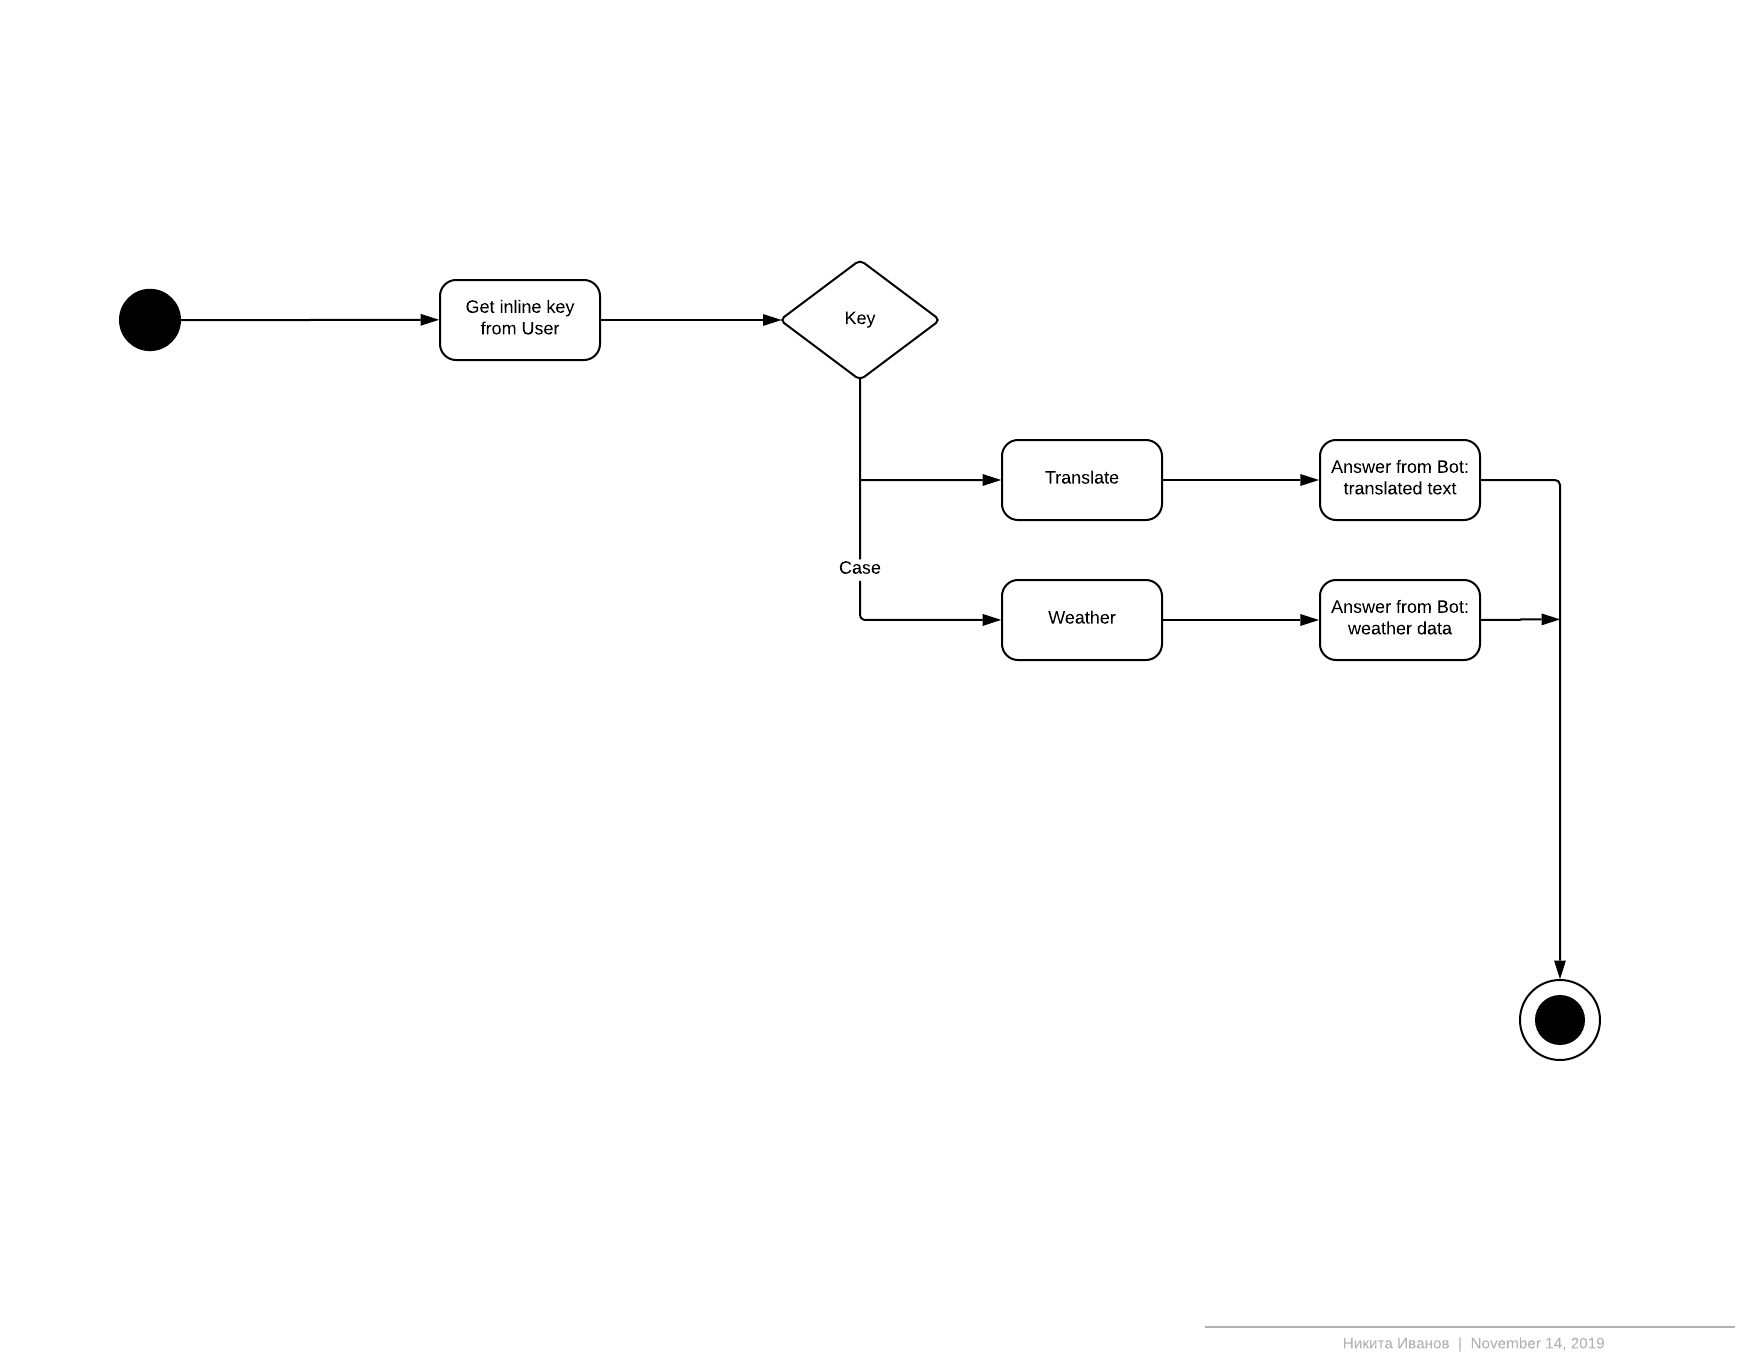 Get inline key
from User
Key
Translate
Answer from Bot:
translated text
Case
Weather
Answer from Bot:
weather data
Никита Иванов | November 14, 2019